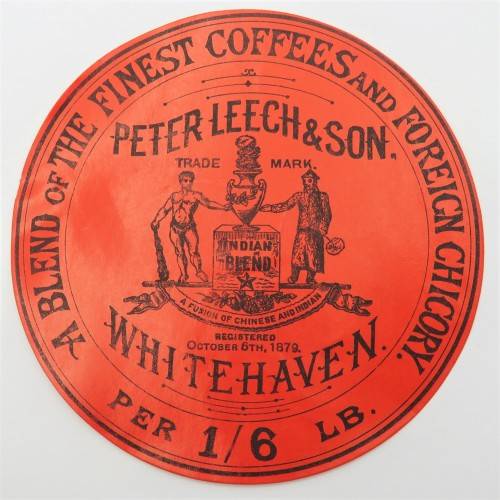 A BLEND OF THE FINEST COFFEES AND FOREIGN CHICORY.
PETER LEECH & SON.
TRADE MARK.
INDIAN
BLEND
A FUSION OF CHINESE AND INDIAN
REGISTERED
OCTOBER 6TH, 1879.
WHITEHAVEN.
PER 1/6 LB.